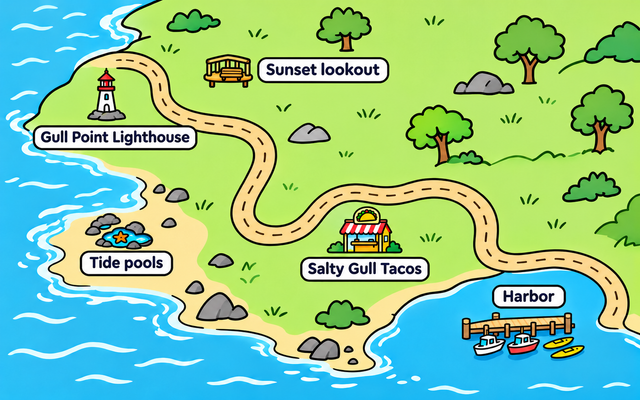 Sunset lookout
Gull Point Lighthouse
Tide pools
Salty Gull Tacos
Harbor